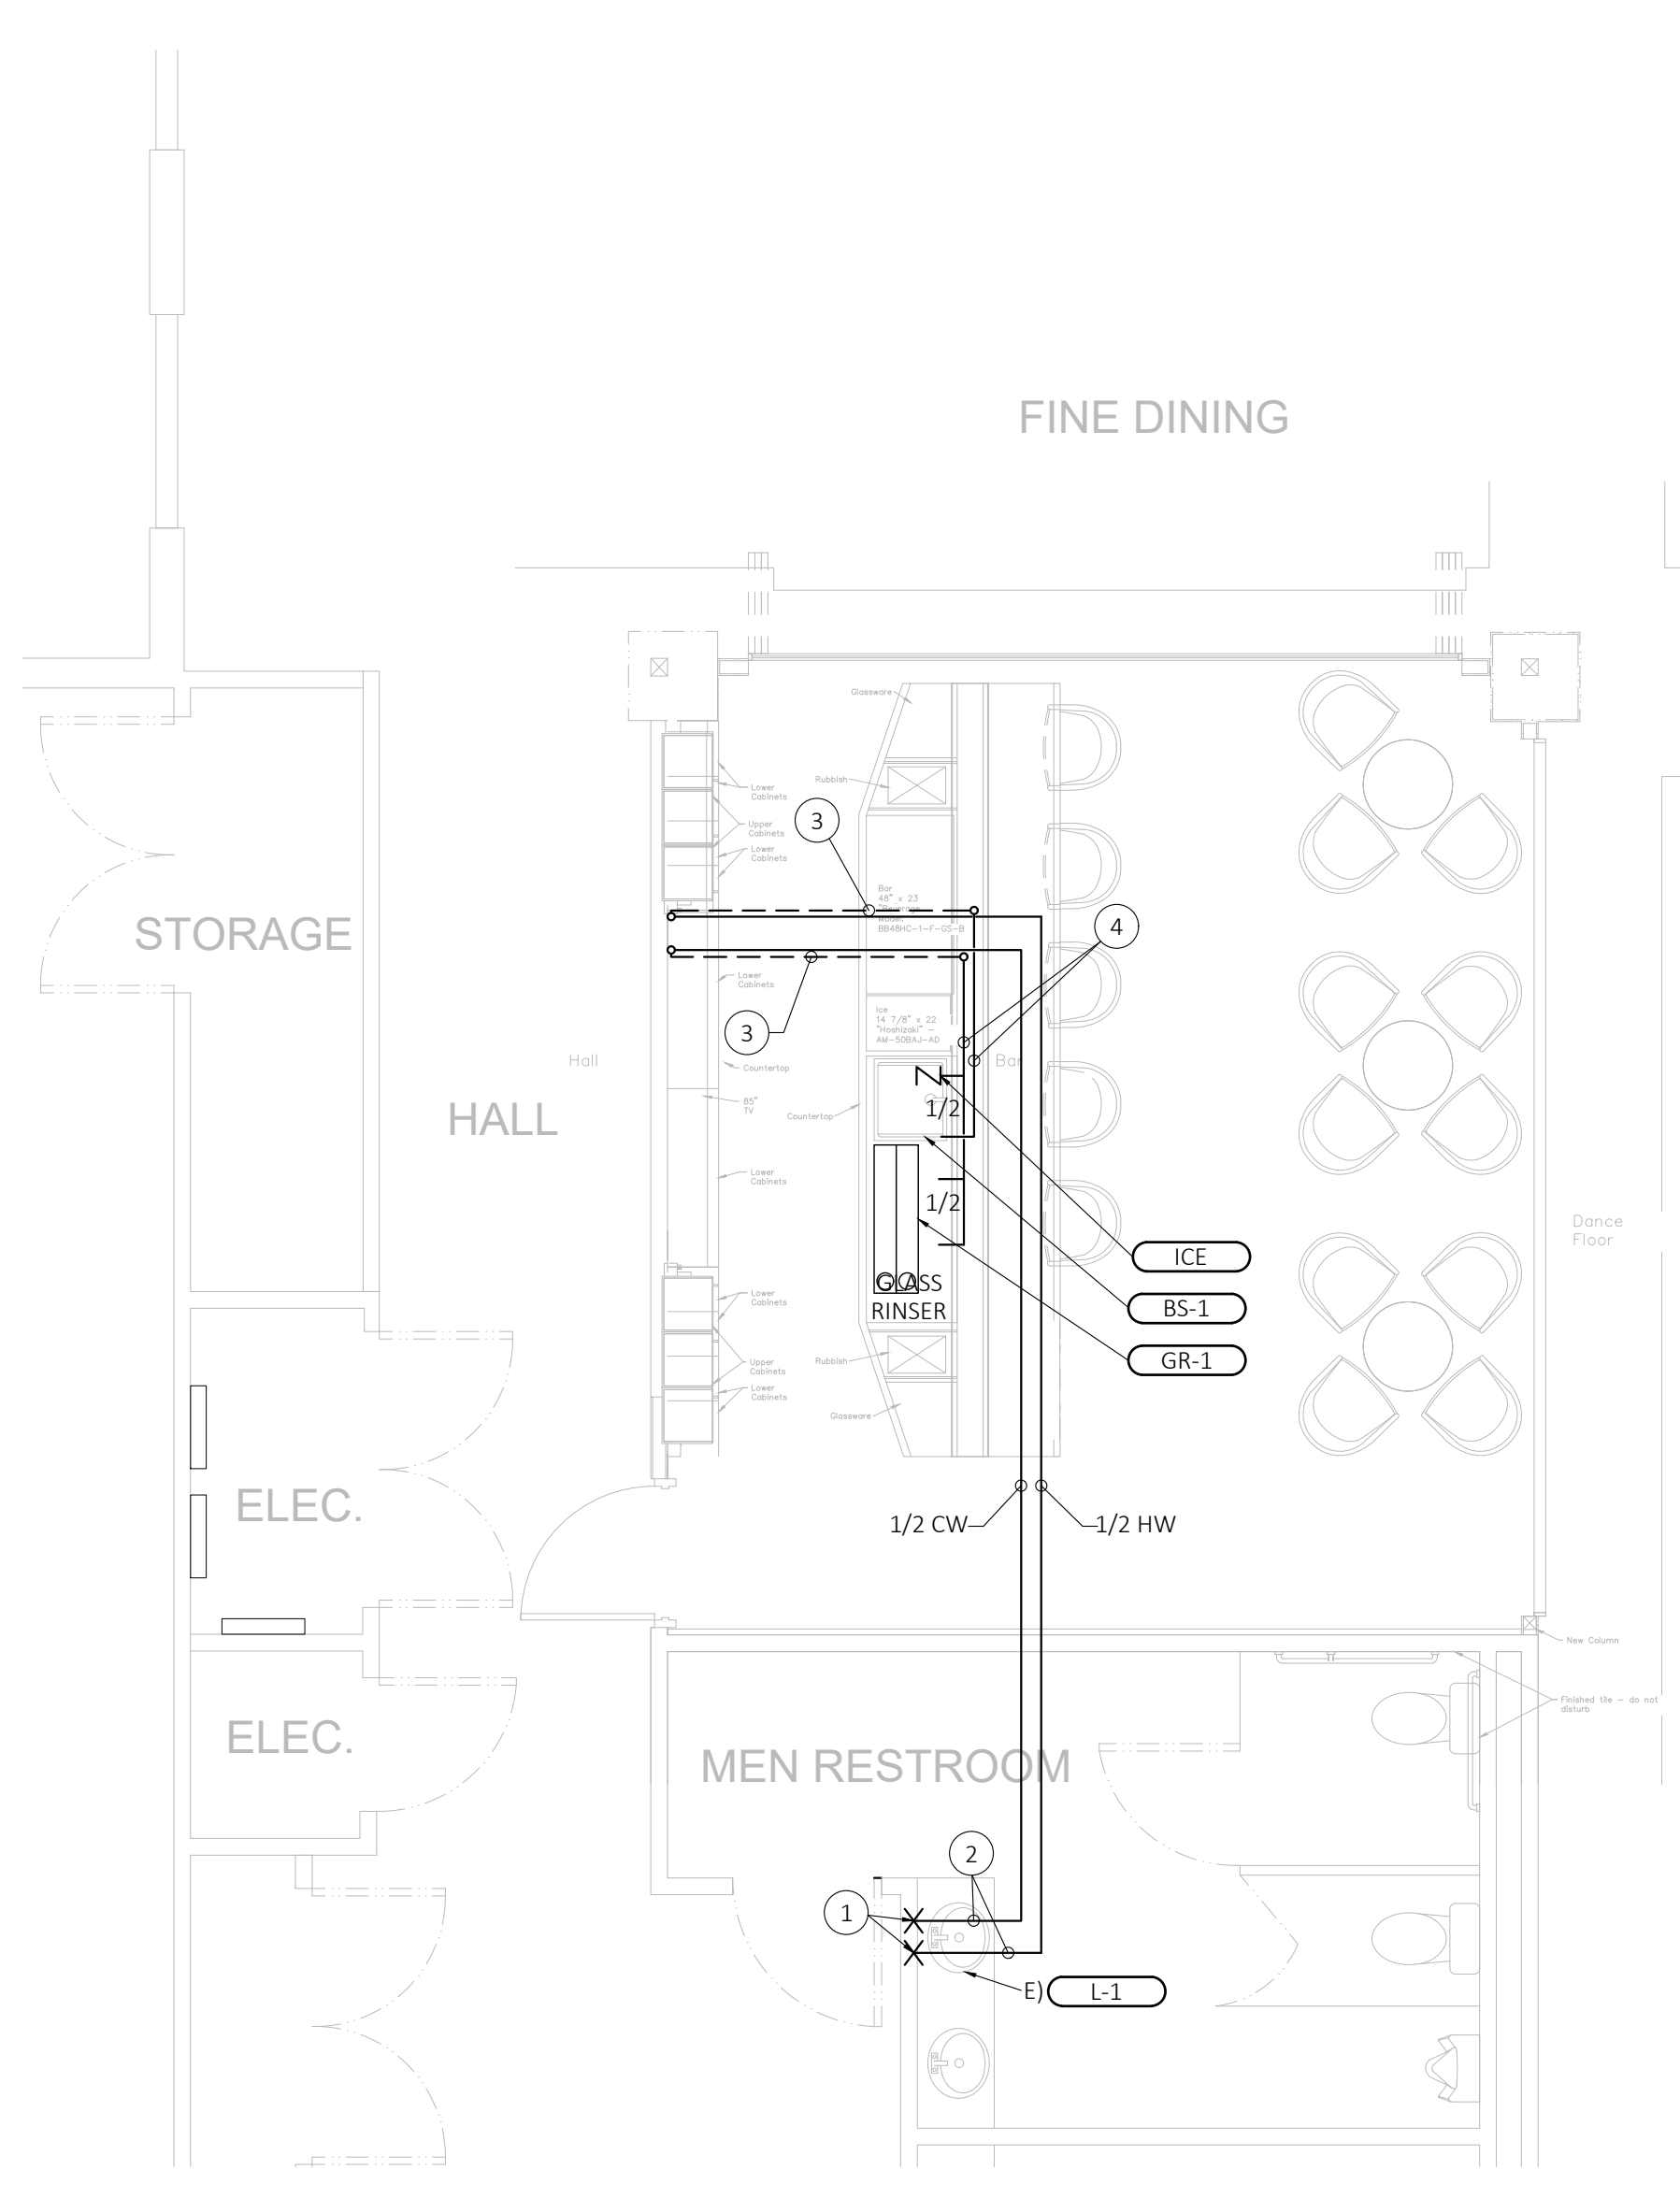 FINE DINING
Glassware
Rubbish
Lower
Cabinets
Upper
Cabinets
3
Lower
Cabinets
Bar
48" x 23
"Beverage
Model:
BB48HC-1-F-GS-B
4
STORAGE
Lower
Cabinets
Ice
14 7/8" x 22
"Hoshizaki" -
AM-50BAJ-AD
3
Hall
Countertop
Bar
HALL
85"
TV
Countertop
1/2
Lower
Cabinets
1/2
Dance
Floor
ICE
GLASS
RINSER
BS-1
Lower
Cabinets
GR-1
Rubbish
Upper
Cabinets
Lower
Cabinets
Glassware
ELEC.
1/2 CW
1/2 HW
New Column
Finished tile - do not
disturb
ELEC.
MEN RESTROOM
2
1
E) L-1